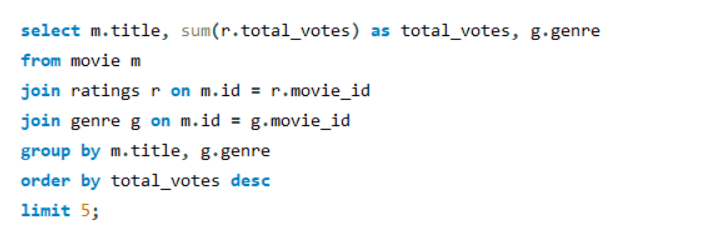 select m.title, sum(r.total_votes) as total_votes, g.genre
from movie m
join ratings r on m.id = r.movie_id
join genre g on m.id = g.movie_id
group by m.title, g.genre
order by total_votes desc
limit 5;